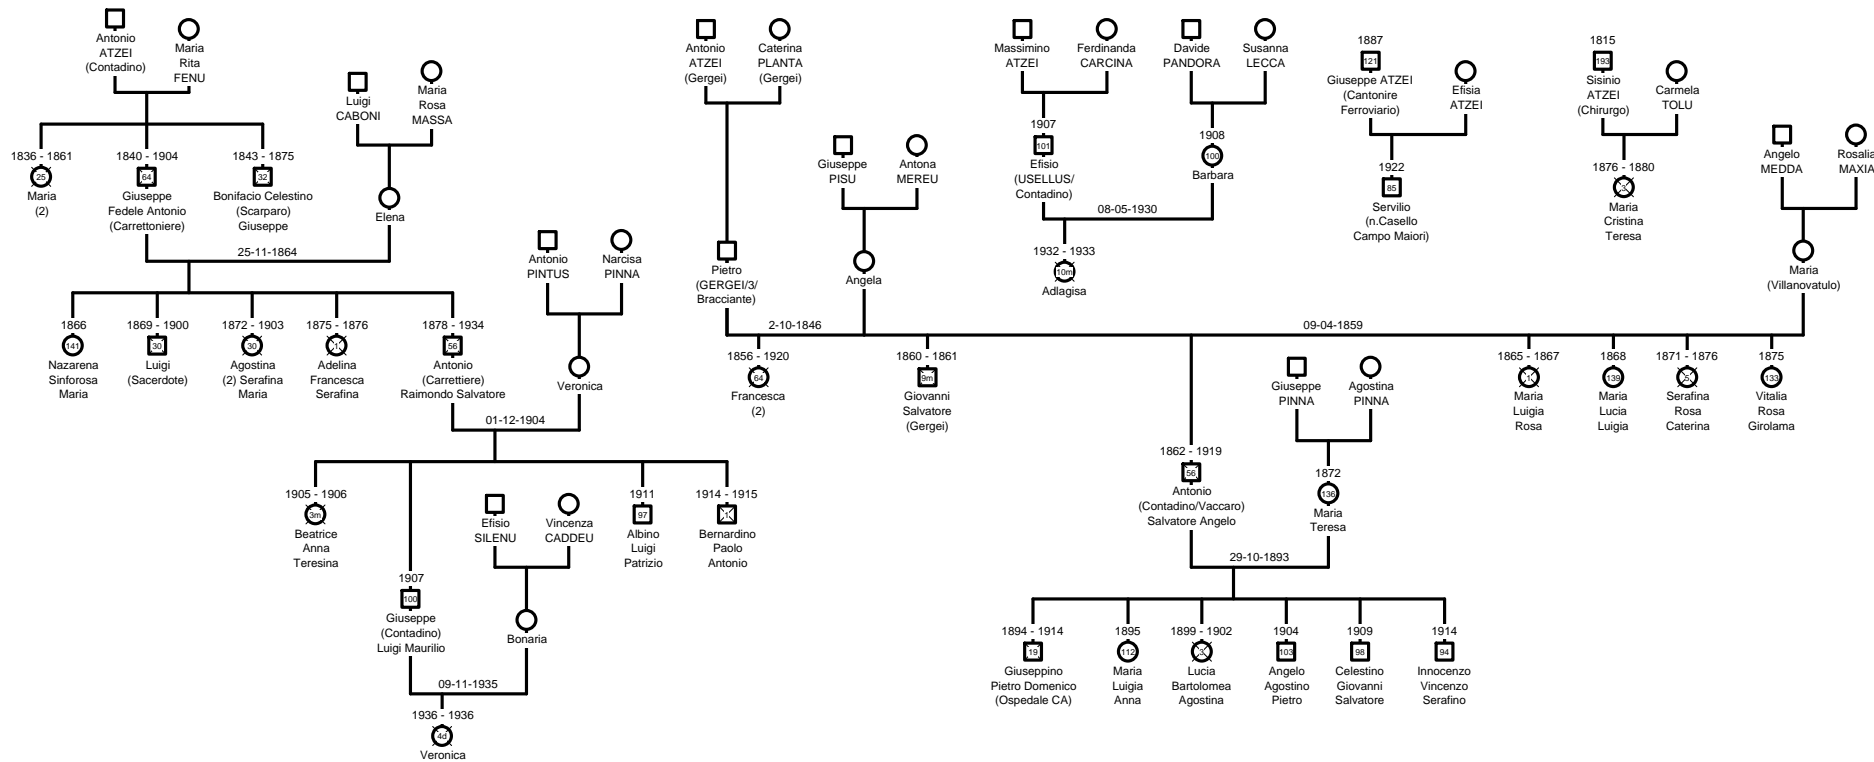 Antonio
ATZEI
(Contadino)
Maria
Rita
FENU
Luigi
CABONI
Maria
Rosa
MASSA
1836 - 1861
25
Maria
(2)
1840 - 1904
64
Giuseppe
Fedele Antonio
(Carrettoniere)
1843 - 1875
32
Bonifacio Celestino
(Scarparo)
Giuseppe
Elena
25-11-1864
1866
141
Nazarena
Sinforosa
Maria
1869 - 1900
30
Luigi
(Sacerdote)
1872 - 1903
30
Agostina
(2) Serafina
Maria
1875 - 1876
1
Adelina
Francesca
Serafina
1878 - 1934
56
Antonio
(Carrettiere)
Raimondo Salvatore
Antonio
PINTUS
Narcisa
PINNA
Veronica
01-12-1904
1905 - 1906
3m
Beatrice
Anna
Teresina
1907
100
Giuseppe
(Contadino)
Luigi Maurilio
Efisio
SILENU
Vincenza
CADDEU
Bonaria
1911
97
Albino
Luigi
Patrizio
1914 - 1915
1
Bernardino
Paolo
Antonio
09-11-1935
1936 - 1936
4d
Veronica
Antonio
ATZEI
(Gergei)
Caterina
PLANTA
(Gergei)
Pietro
(GERGEI/3/
Bracciante)
Giuseppe
PISU
Antona
MEREU
Angela
2-10-1846
1856 - 1920
64
Francesca
(2)
Massimino
ATZEI
Ferdinanda
CARCINA
Davide
PANDORA
Susanna
LECCA
1907
101
Efisio
(USELLUS/
Contadino)
1908
100
Barbara
08-05-1930
1932 - 1933
10m
Adlagisa
1887
121
Giuseppe ATZEI
(Cantonire
Ferroviario)
Efisia
ATZEI
1922
85
Servilio
(n.Casello
Campo Maiori)
1815
193
Sisinio
ATZEI
(Chirurgo)
Carmela
TOLU
1876 - 1880
3
Maria
Cristina
Teresa
Angelo
MEDDA
Rosalia
MAXIA
Maria
(Villanovatulo)
09-04-1859
1860 - 1861
9m
Giovanni
Salvatore
(Gergei)
1862 - 1919
56
Antonio
(Contadino/Vaccaro)
Salvatore Angelo
Giuseppe
PINNA
Agostina
PINNA
1872
136
Maria
Teresa
1865 - 1867
1
Maria
Luigia
Rosa
1868
139
Maria
Lucia
Luigia
1871 - 1876
5
Serafina
Rosa
Caterina
1875
133
Vitalia
Rosa
Girolama
29-10-1893
1894 - 1914
19
Giuseppino
Pietro Domenico
(Ospedale CA)
1895
112
Maria
Luigia
Anna
1899 - 1902
3
Lucia
Bartolomea
Agostina
1904
103
Angelo
Agostino
Pietro
1909
98
Celestino
Giovanni
Salvatore
1914
94
Innocenzo
Vincenzo
Serafino